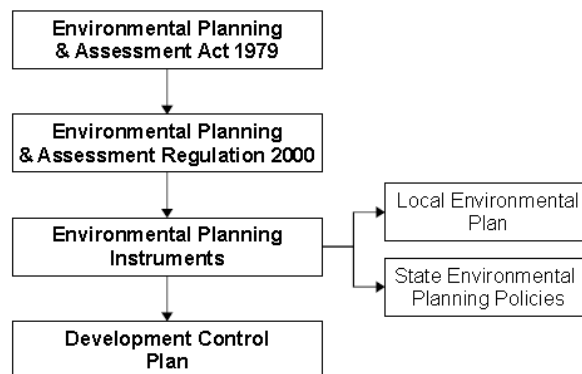 Environmental Planning
& Assessment Act 1979
Environmental Planning
& Assessment Regulation 2000
Environmental Planning
Instruments
Local Environmental
Plan
State Environmental
Planning Policies
Development Control
Plan